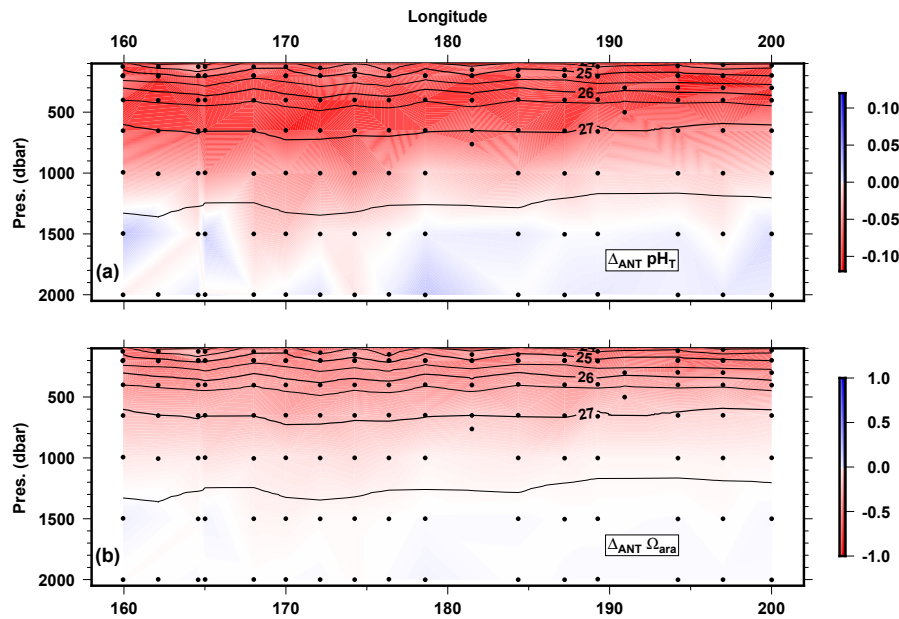 Longitude
160 170 180 190 200
25
26
500
27
1000
1500
2000
Pres. (dbar)
(a)
Δ_ANT pH_T
0.10
0.05
0.00
-0.05
-0.10
25
26
500
27
1000
1500
2000
Pres. (dbar)
(b)
Δ_ANT Ω_ara
1.0
0.5
0.0
-0.5
-1.0
160 170 180 190 200